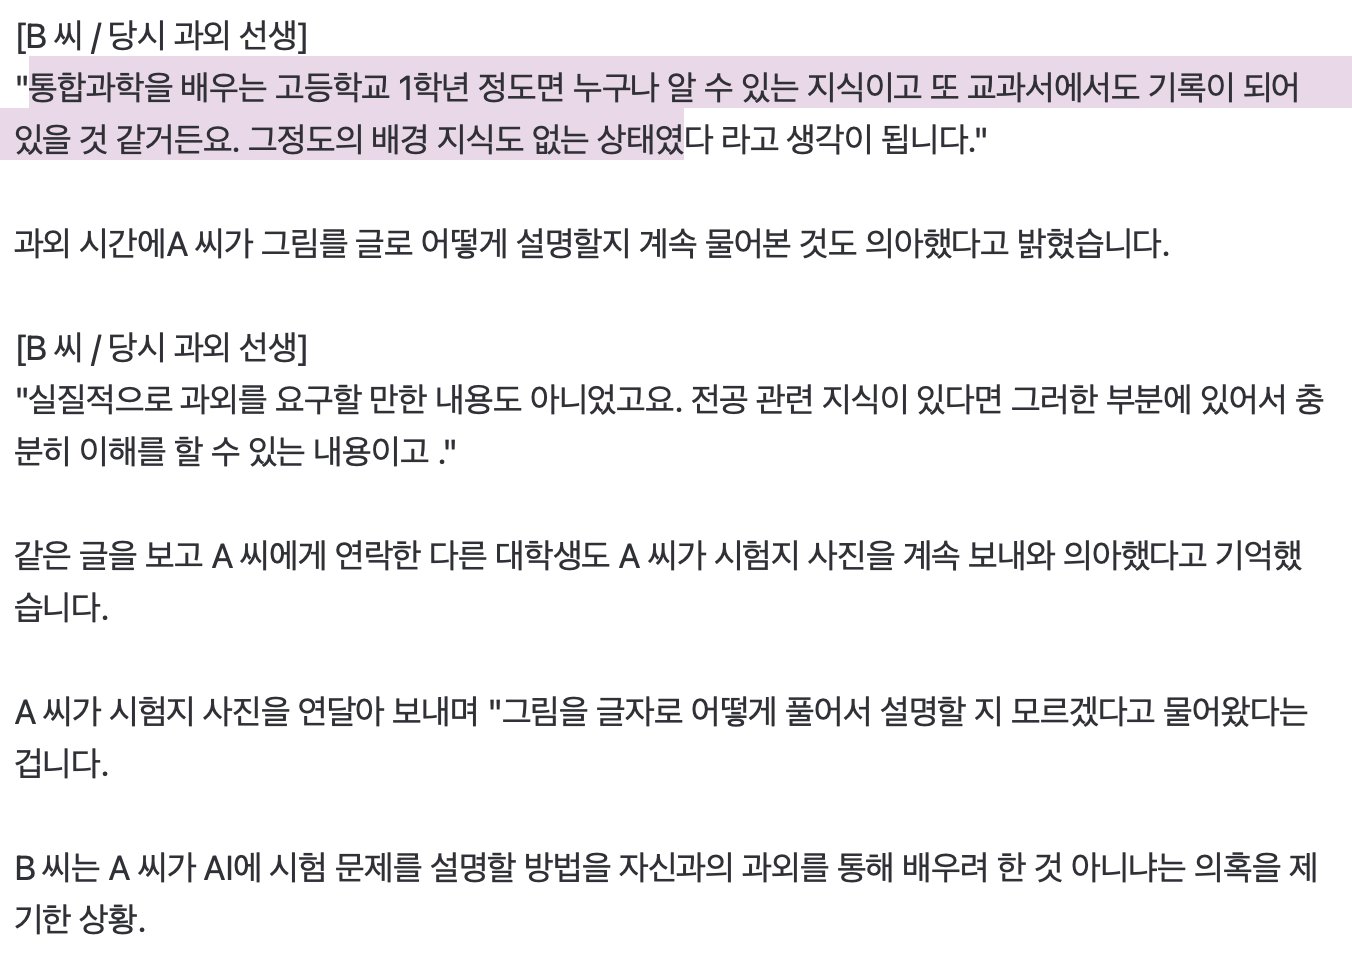 [B 씨 / 당시 과외 선생]
"통합과학을 배우는 고등학교 1학년 정도면 누구나 알 수 있는 지식이고 또 교과서에서도 기록이 되어
있을 것 같거든요. 그정도의 배경 지식도 없는 상태였다 라고 생각이 됩니다."
과외 시간에A 씨가 그림를 글로 어떻게 설명할지 계속 물어본 것도 의아했다고 밝혔습니다.
[B 씨 / 당시 과외 선생]
"실질적으로 과외를 요구할 만한 내용도 아니었고요. 전공 관련 지식이 있다면 그러한 부분에 있어서 충
분히 이해를 할 수 있는 내용이고 ."
같은 글을 보고 A 씨에게 연락한 다른 대학생도 A 씨가 시험지 사진을 계속 보내와 의아했다고 기억했
습니다.
A 씨가 시험지 사진을 연달아 보내며 "그림을 글자로 어떻게 풀어서 설명할 지 모르겠다고 물어왔다는
겁니다.
B 씨는 A 씨가 AI에 시험 문제를 설명할 방법을 자신과의 과외를 통해 배우려 한 것 아니냐는 의혹을 제
기한 상황.